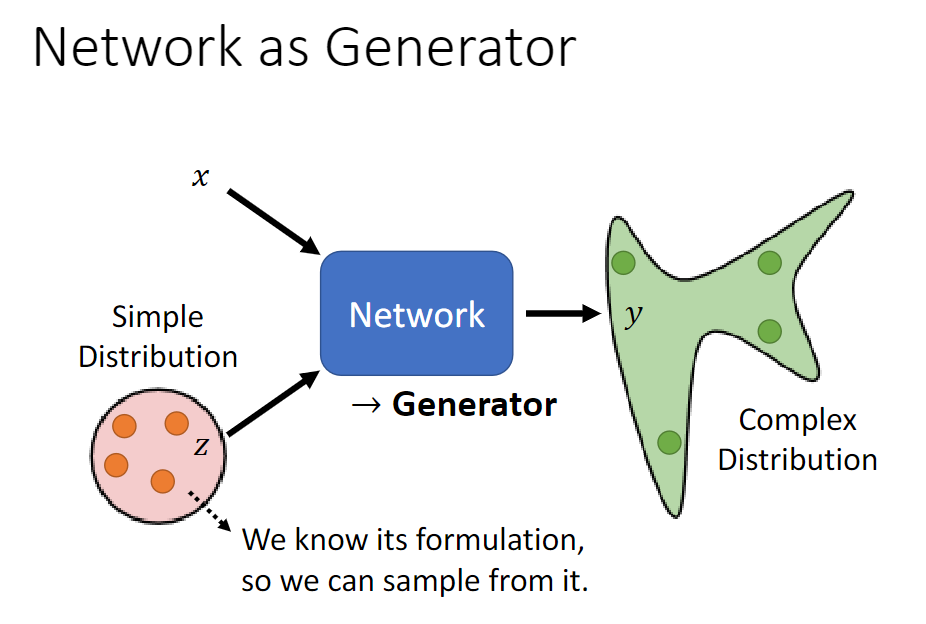 Network as Generator
x
Simple
Distribution
z
Network
→ Generator
y
Complex
Distribution
We know its formulation,
so we can sample from it.